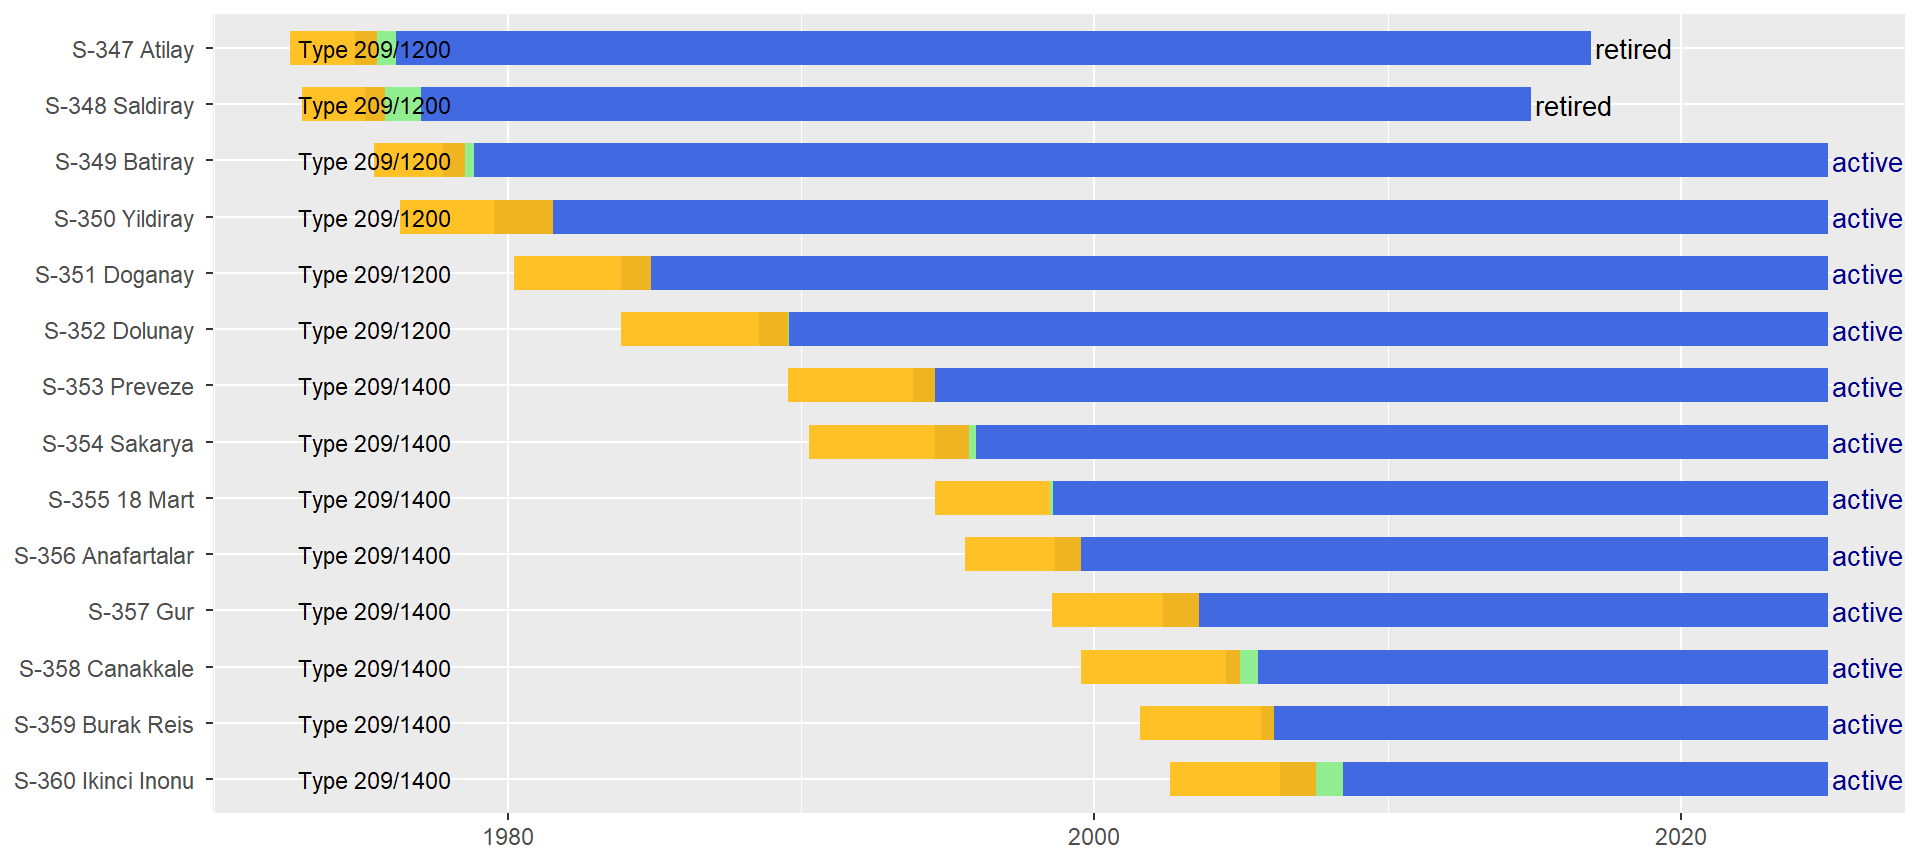 S-347 Atilay Type 209/1200 retired
S-348 Saldiray Type 209/1200 retired
S-349 Batiray Type 209/1200 active
S-350 Yildiray Type 209/1200 active
S-351 Doganay Type 209/1200 active
S-352 Dolunay Type 209/1200 active
S-353 Preveze Type 209/1400 active
S-354 Sakarya Type 209/1400 active
S-355 18 Mart Type 209/1400 active
S-356 Anafartalar Type 209/1400 active
S-357 Gur Type 209/1400 active
S-358 Canakkale Type 209/1400 active
S-359 Burak Reis Type 209/1400 active
S-360 Ikinci Inonu Type 209/1400 active
1980 2000 2020